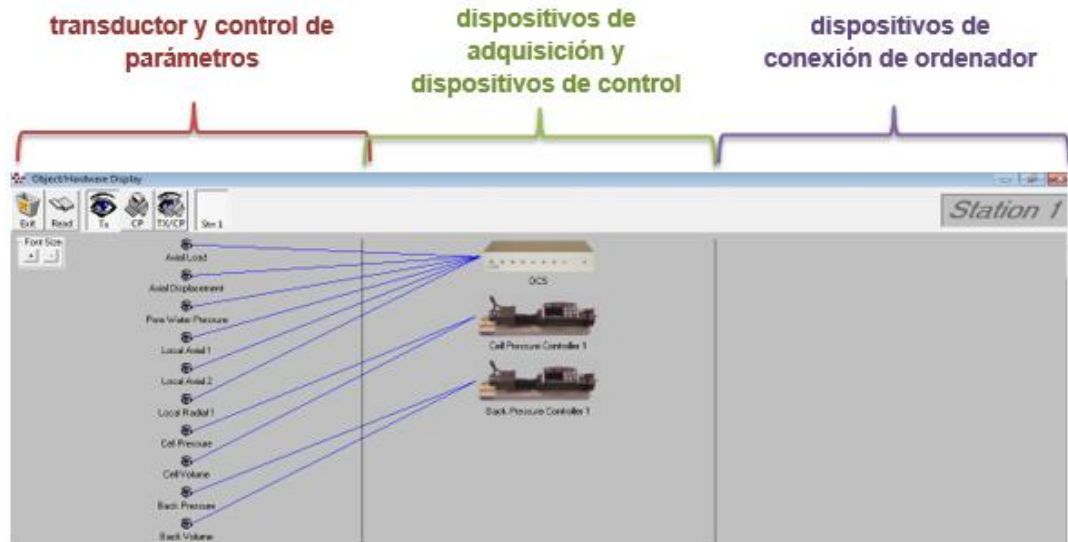 transductor y control de
parámetros
dispositivos de
adquisición y
dispositivos de control
dispositivos de
conexión de ordenador
Object/Hardware Display
Exit
Read
Tx
CP
TX/CP
Stn 1
Station 1
Font Size
+
-
Axial Load
Axial Displacement
Pore Water Pressure
Local Axial 1
Local Axial 2
Local Radial 1
Cell Pressure
Cell Volume
Back Pressure
Back Volume
DCS
Cell Pressure Controller 1
Back Pressure Controller 1